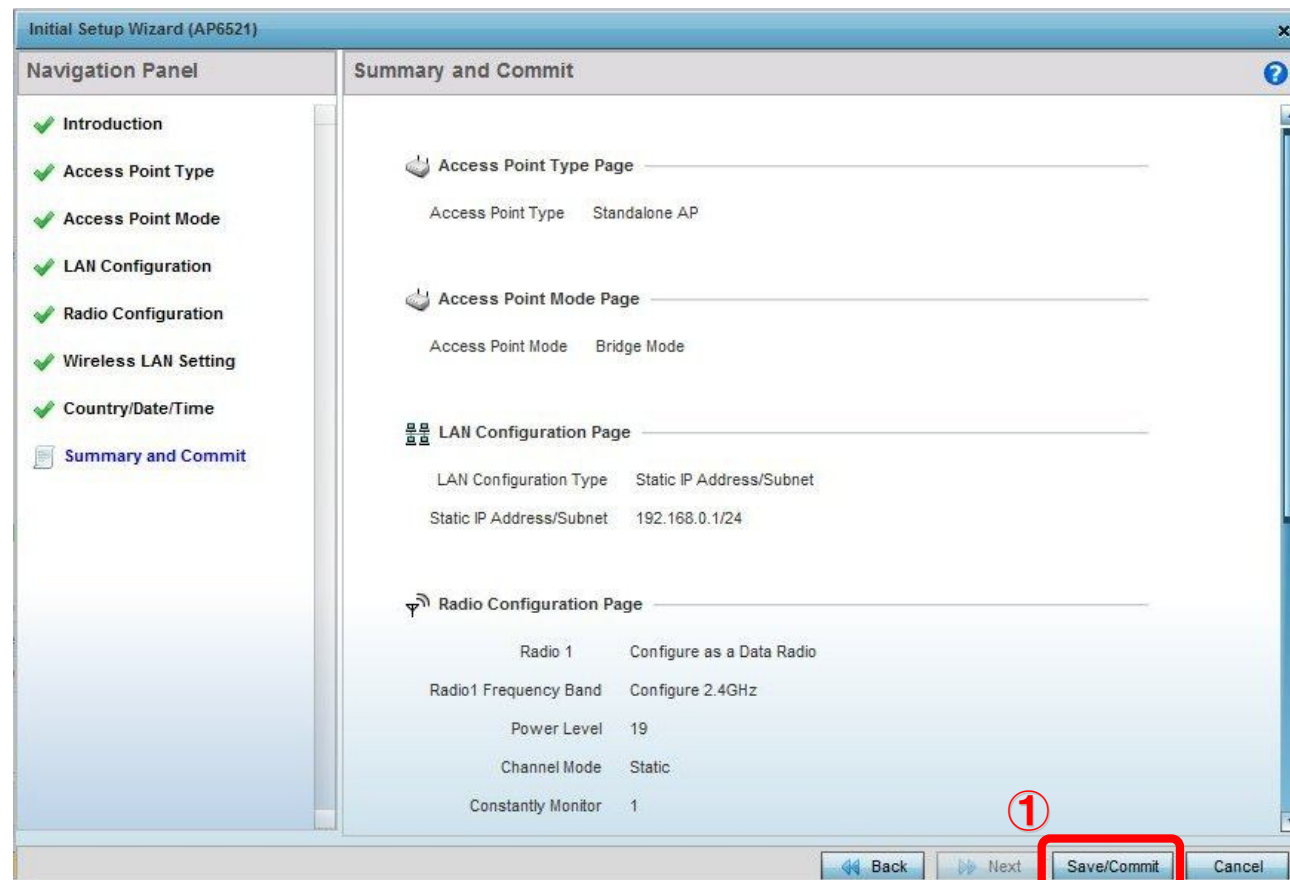 Initial Setup Wizard (AP6521)
Navigation Panel
Introduction
Access Point Type
Access Point Mode
LAN Configuration
Radio Configuration
Wireless LAN Setting
Country/Date/Time
Summary and Commit
Summary and Commit
?
Access Point Type Page
Access Point Type Standalone AP
Access Point Mode Page
Access Point Mode Bridge Mode
LAN Configuration Page
LAN Configuration Type Static IP Address/Subnet
Static IP Address/Subnet 192.168.0.1/24
Radio Configuration Page
Radio 1 Configure as a Data Radio
Radio1 Frequency Band Configure 2.4GHz
Power Level 19
Channel Mode Static
Constantly Monitor 1
①
Back Next Save/Commit Cancel